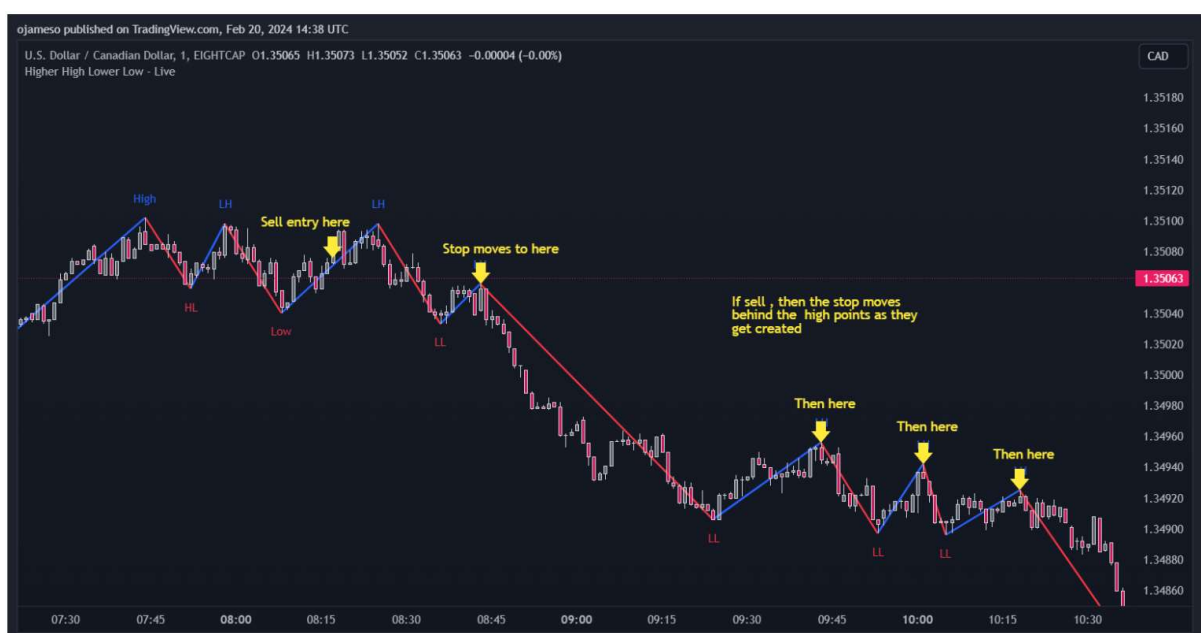 ojameso published on TradingView.com, Feb 20, 2024 14:38 UTC
U.S. Dollar / Canadian Dollar, 1, EIGHTCAP O1.35065 H1.35073 L1.35052 C1.35063 −0.00004 (−0.00%)
CAD
Higher High Lower Low - Live
1.35180
1.35160
1.35140
1.35120
1.35100
1.35080
1.35063
1.35040
1.35020
1.35000
1.34980
1.34960
1.34940
1.34920
1.34900
1.34880
1.34860
High
LH
LH
Sell entry here
Stop moves to here
HL
Low
LL
If sell , then the stop moves
behind the high points as they
get created
Then here
Then here
Then here
LL
LL
LL
07:30 07:45 08:00 08:15 08:30 08:45 09:00 09:15 09:30 09:45 10:00 10:15 10:30